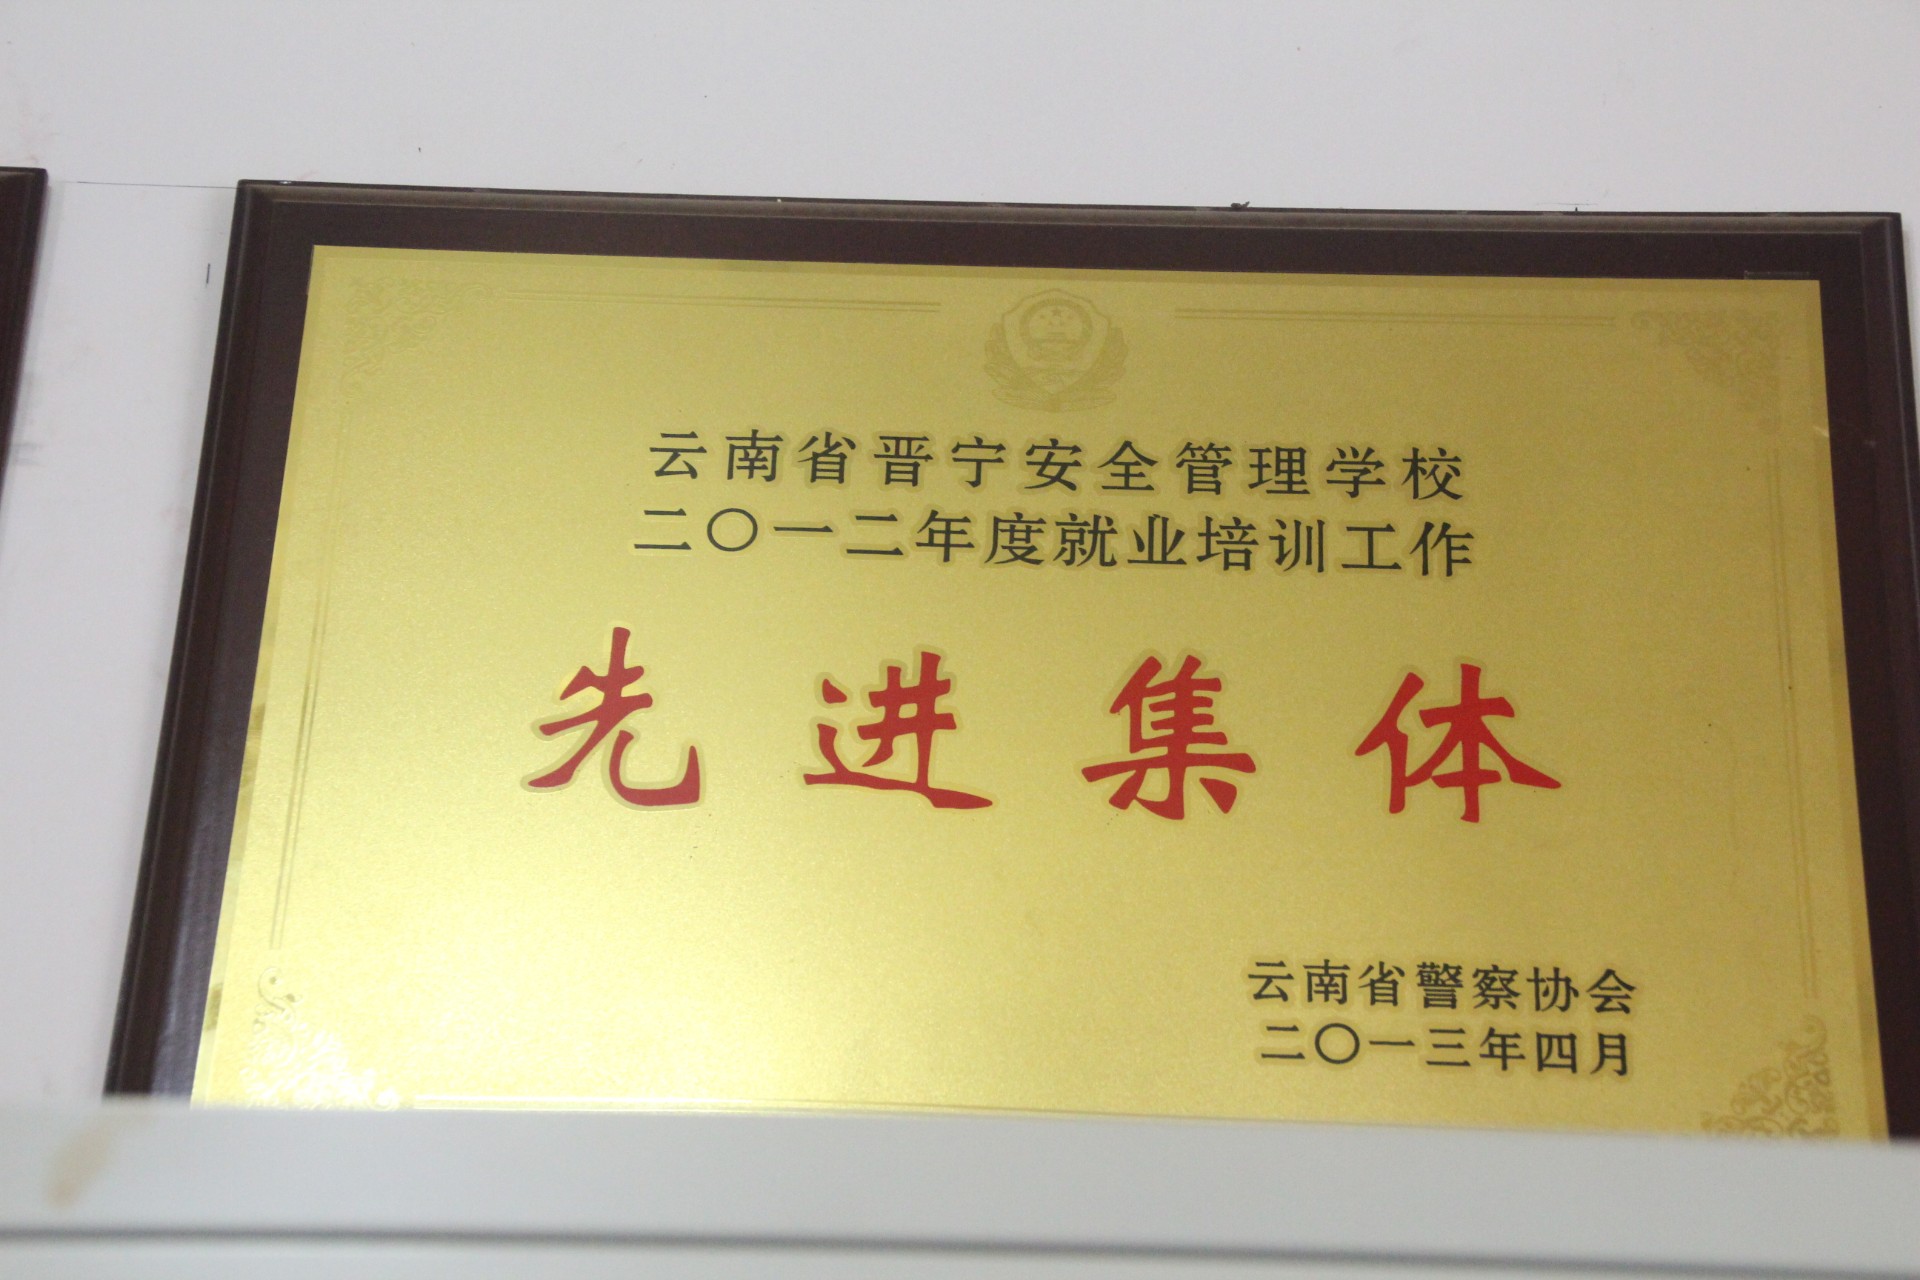 云南省晋宁安全管理学校
二〇一二年度就业培训工作
先进集体
云南省警察协会
二〇一三年四月